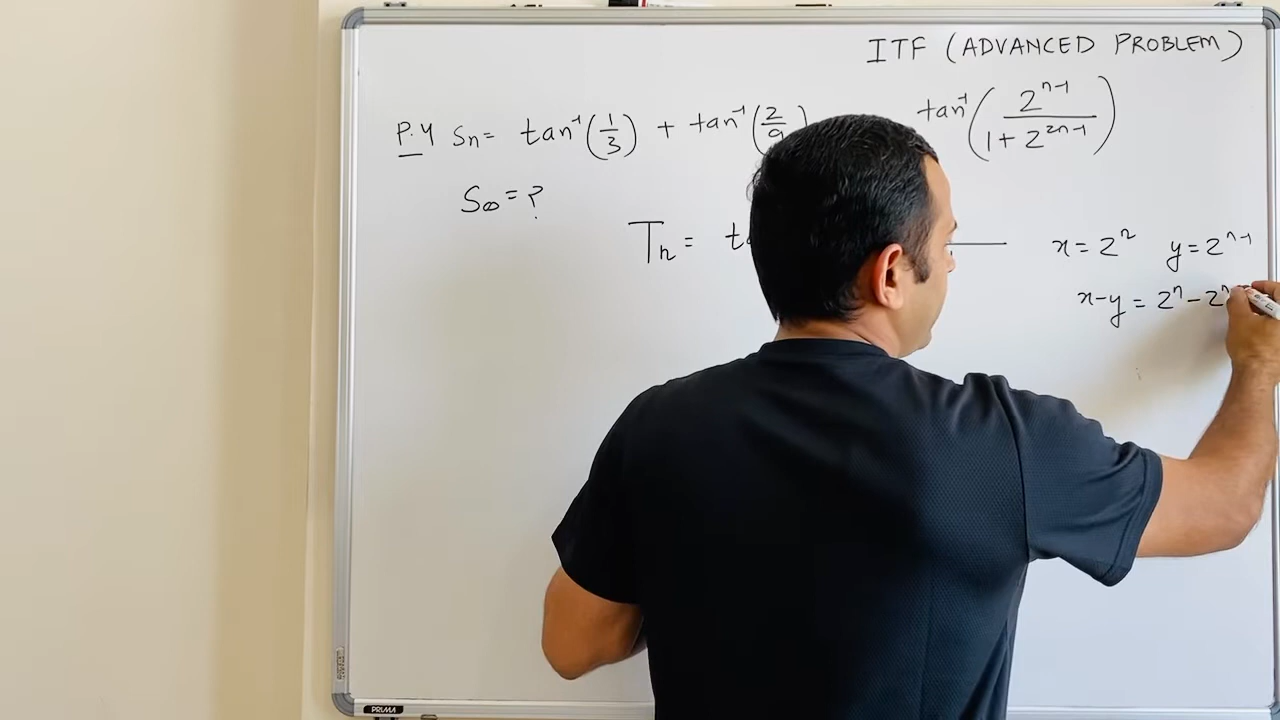 ITF (ADVANCED PROBLEM)
P.4 Sn = tan⁻¹(1/3) + tan⁻¹(2/9) tan⁻¹(2ⁿ⁻¹/(1+2²ⁿ⁻¹))
S∞ = ?
Tn =
x = 2ⁿ y = 2ⁿ⁻¹
x-y = 2ⁿ - 2ⁿ
PRIMA